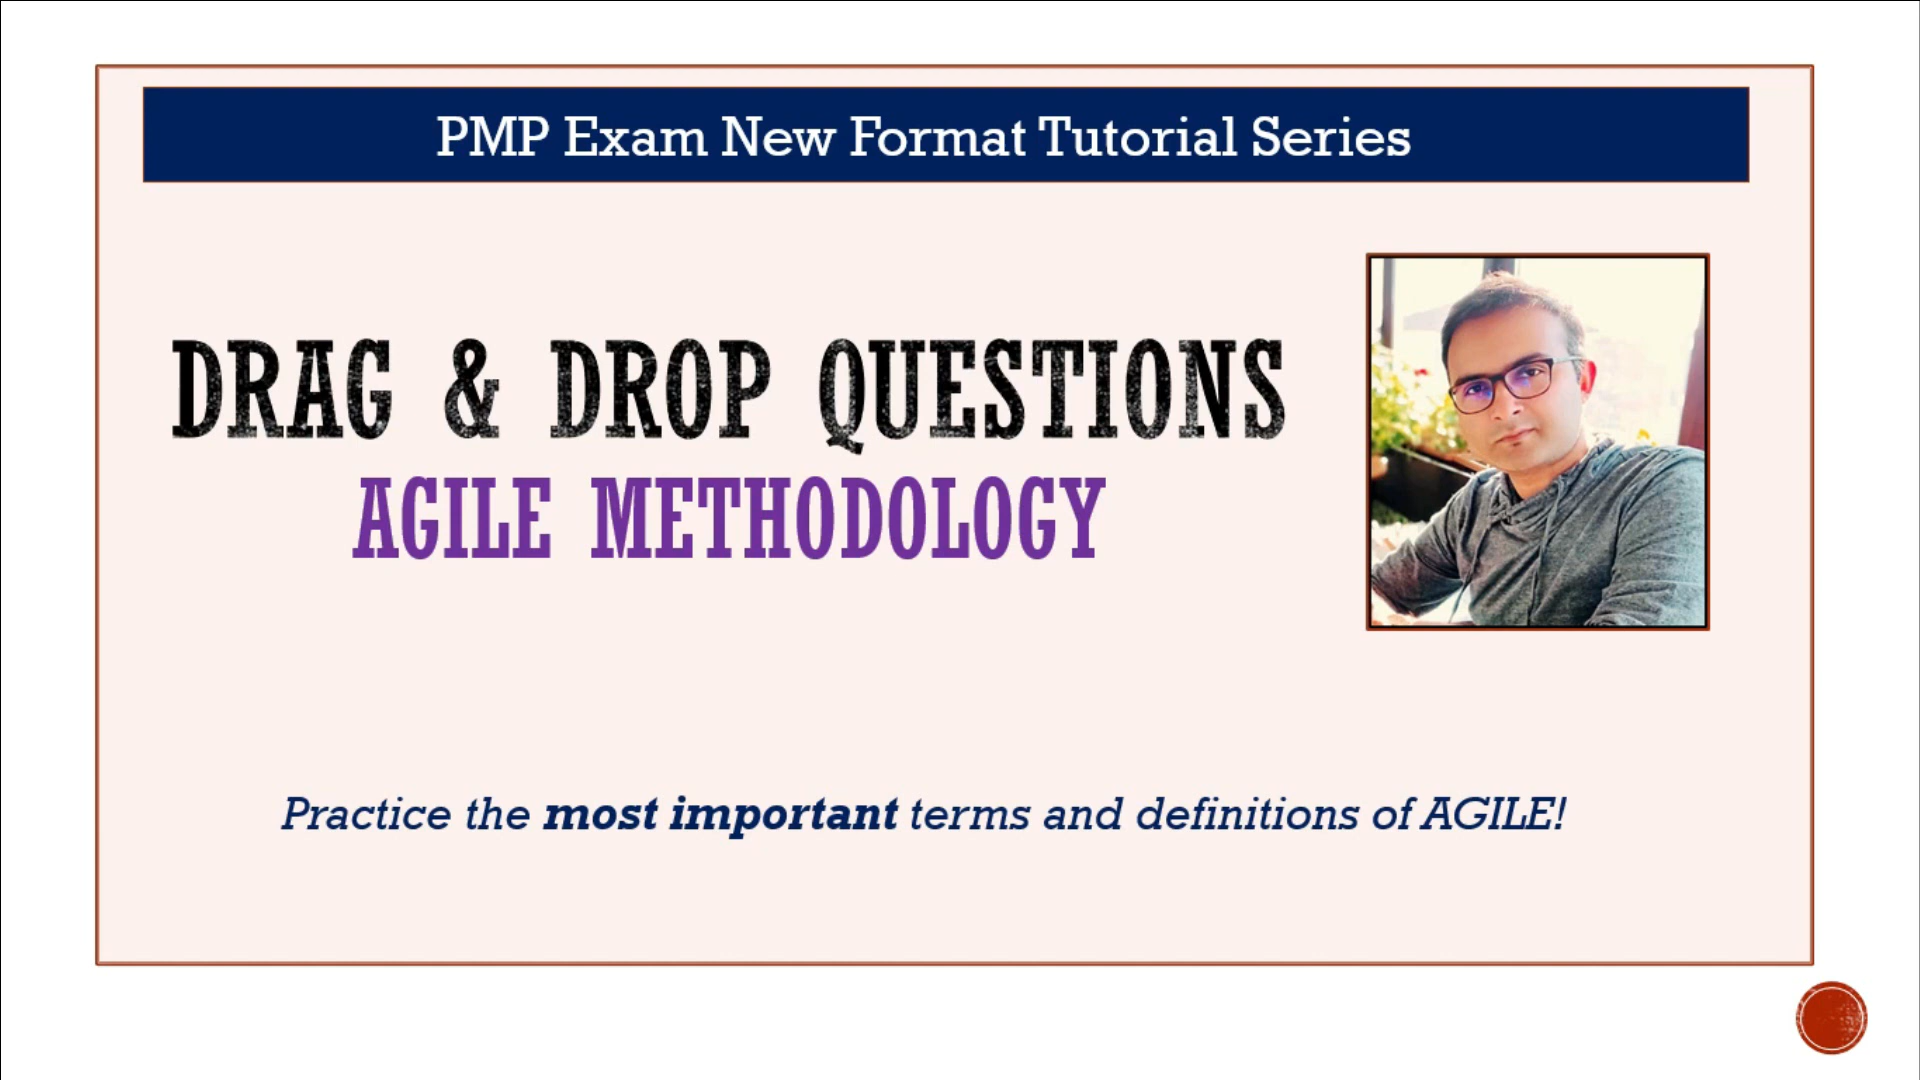 PMP Exam New Format Tutorial Series
DRAG & DROP QUESTIONS
AGILE METHODOLOGY
Practice the most important terms and definitions of AGILE!